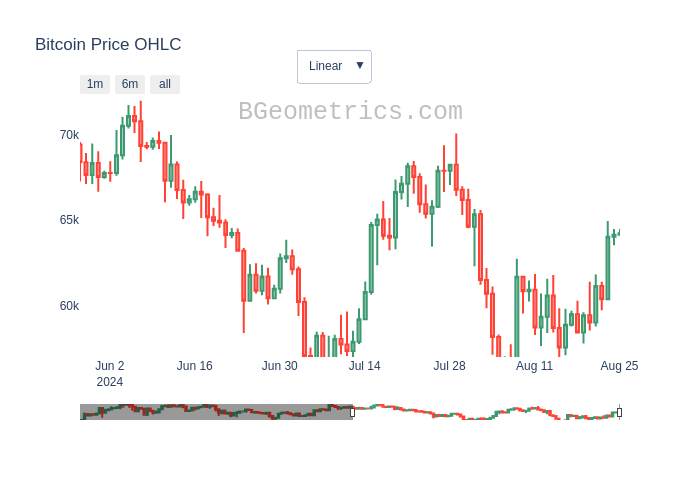 Bitcoin Price OHLC
Linear ▼
1m 6m all
BGeometrics.com
70k
65k
60k
Jun 2 Jun 16 Jun 30 Jul 14 Jul 28 Aug 11 Aug 25
2024